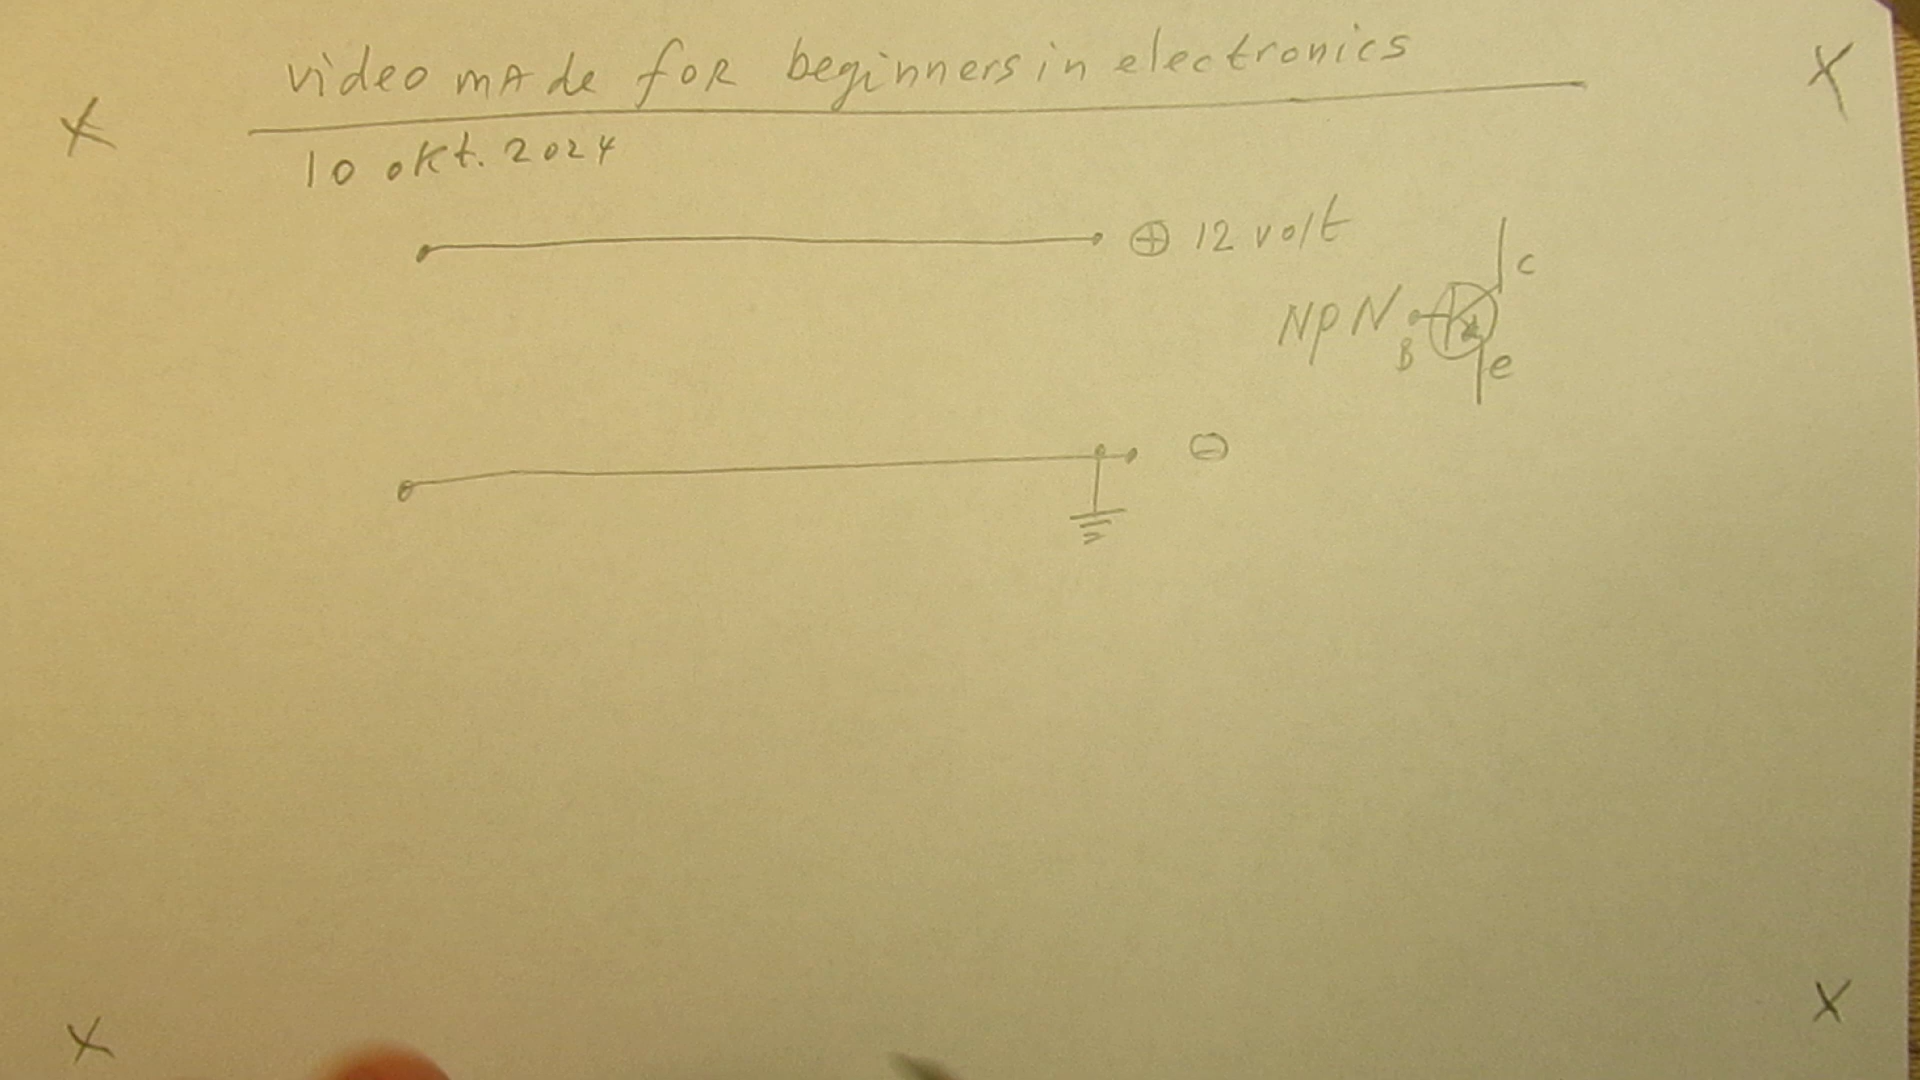 video mAde foR beginners in electronics
10 okt. 2024
+ 12 volt
c
NPN
B
e
-